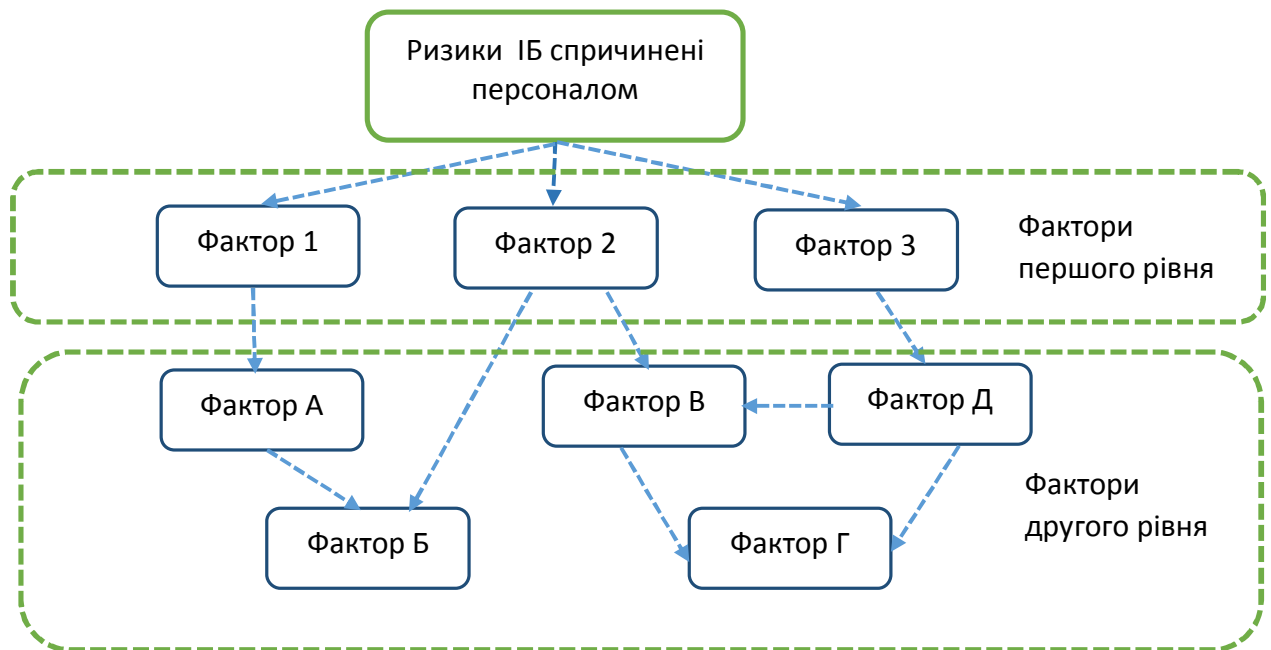 Ризики ІБ спричинені
персоналом
Фактор 1
Фактор 2
Фактор 3
Фактори
першого рівня
Фактор А
Фактор В
Фактор Д
Фактор Б
Фактор Г
Фактори
другого рівня